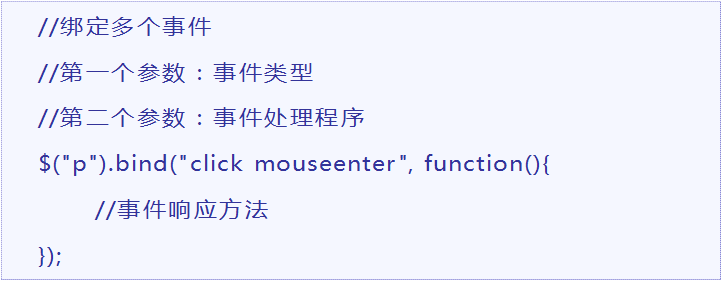 //绑定多个事件
//第一个参数：事件类型
//第二个参数：事件处理程序
$("p").bind("click mouseenter", function(){
//事件响应方法
});